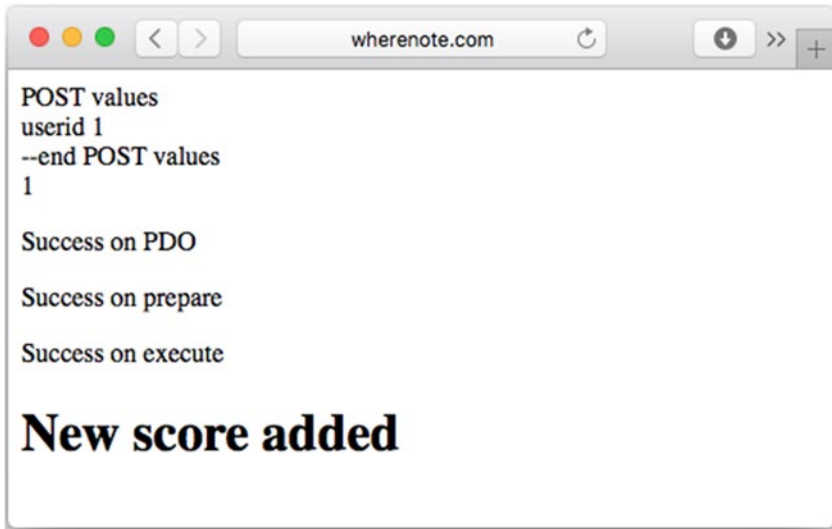 wherenote.com
POST values
userid 1
--end POST values
1
Success on PDO
Success on prepare
Success on execute
New score added